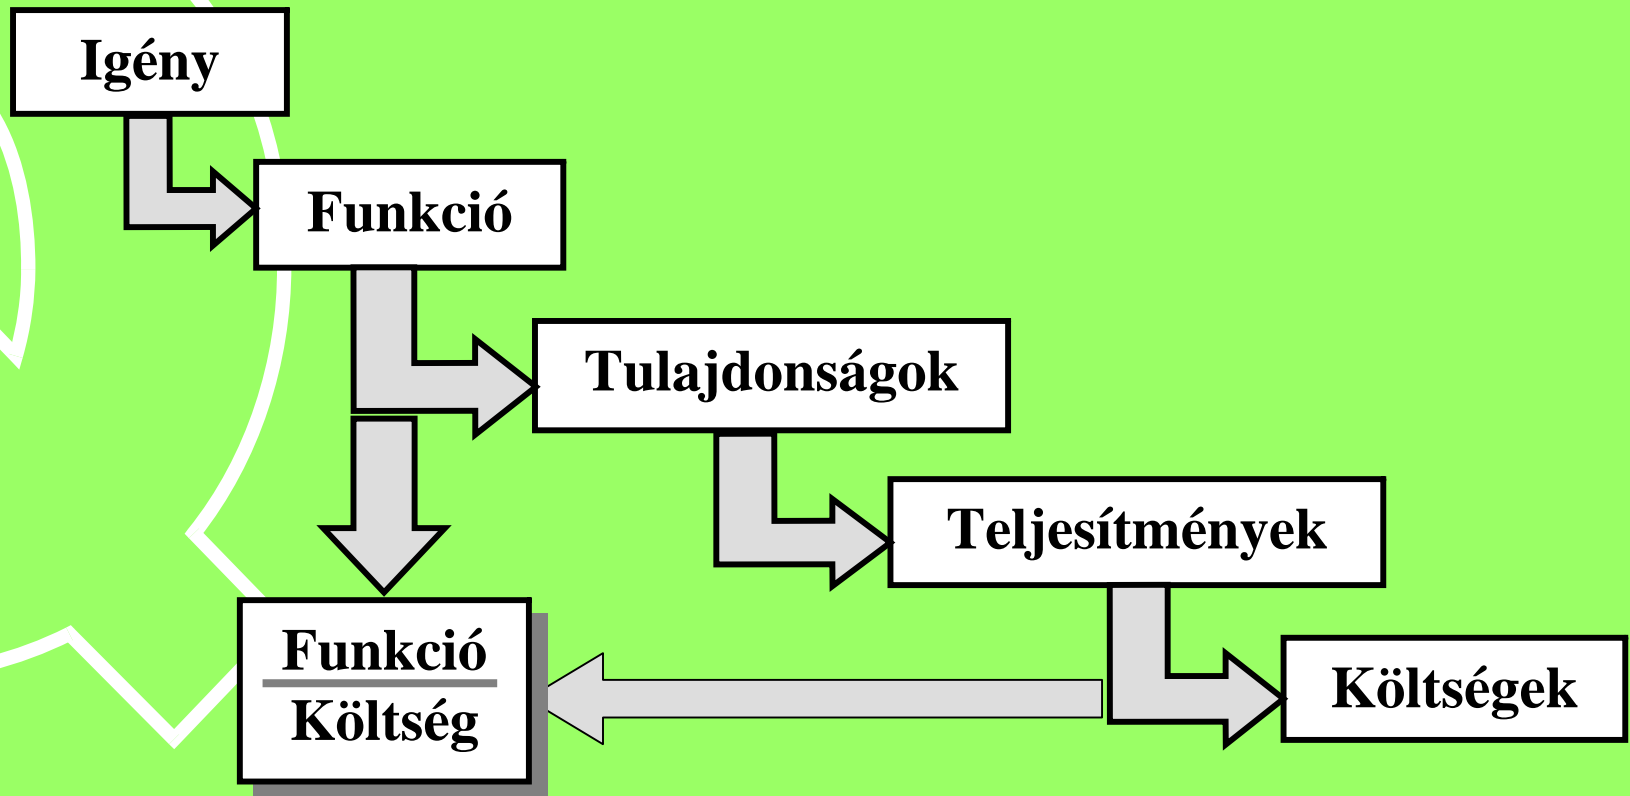 Igény
Funkció
Tulajdonságok
Teljesítmények
Funkció
Költség
Költségek